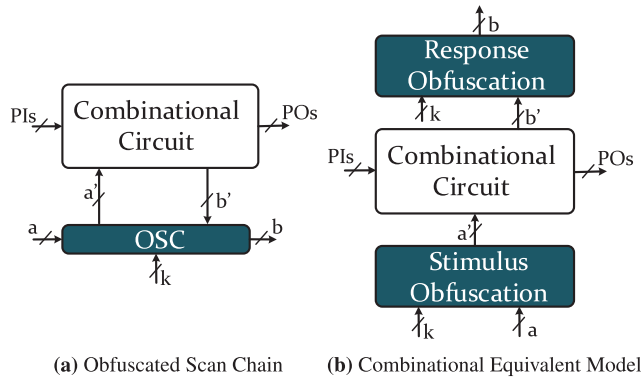 PIs
Combinational
Circuit
POs
a'
b'
a
OSC
b
k
(a) Obfuscated Scan Chain
b
Response
Obfuscation
k
b'
PIs
Combinational
Circuit
POs
a'
Stimulus
Obfuscation
k
a
(b) Combinational Equivalent Model